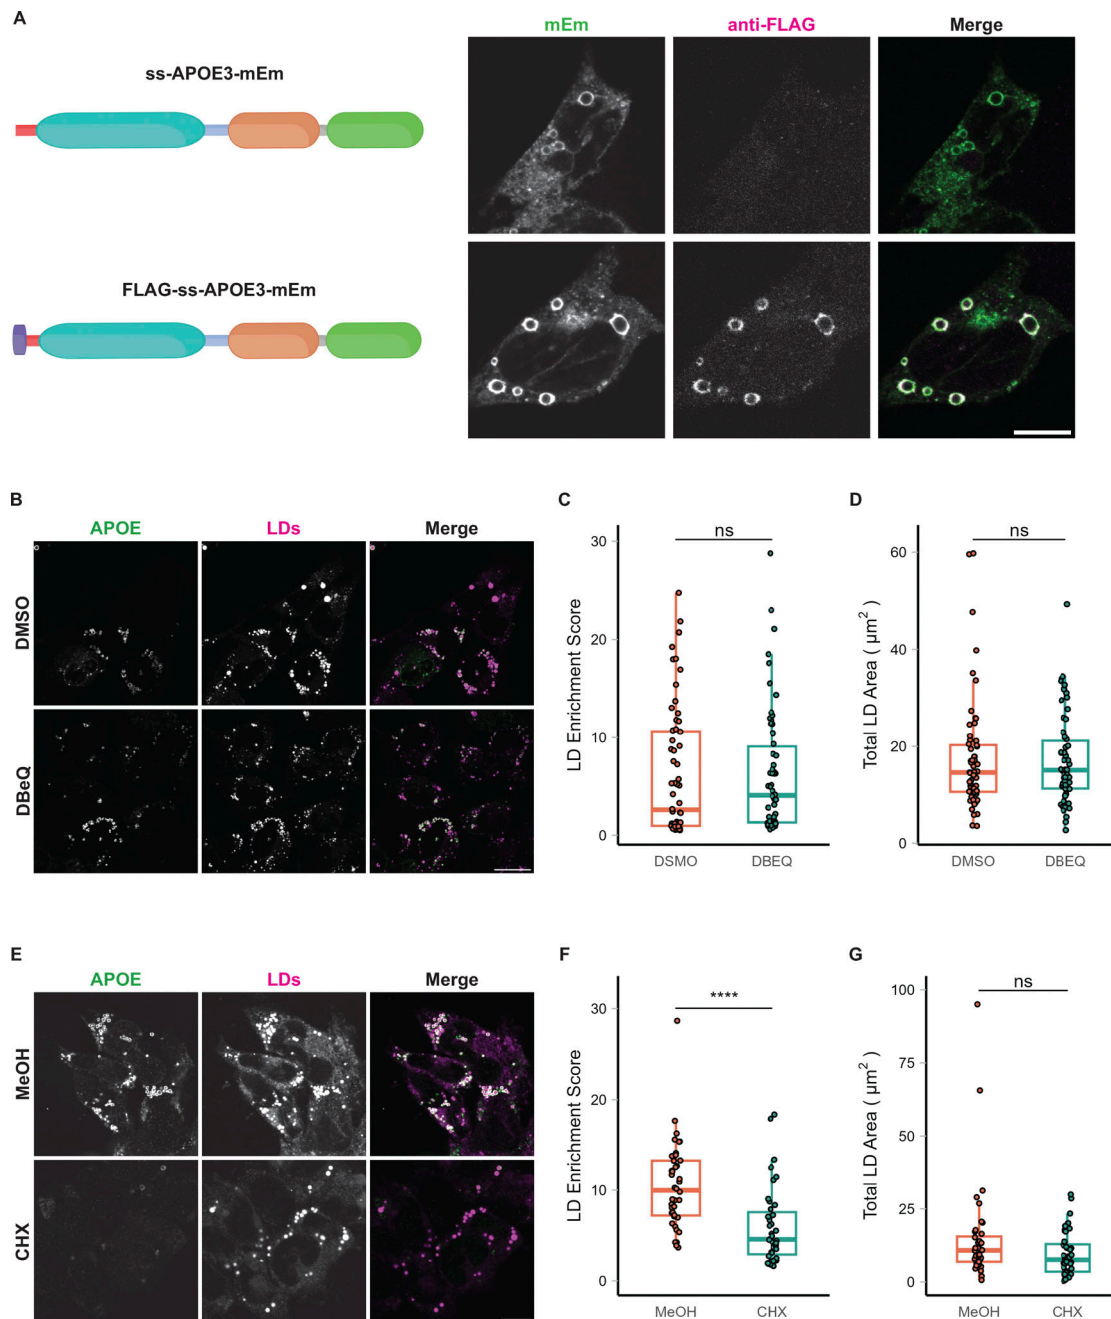 A
mEm anti-FLAG Merge
ss-APOE3-mEm
FLAG-ss-APOE3-mEm
B
APOE LDs Merge
DMSO
DBeQ
C
LD Enrichment Score
30
20
10
0
ns
DSMO DBEQ
D
Total LD Area ( µm2 )
60
40
20
0
ns
DMSO DBEQ
E
APOE LDs Merge
MeOH
CHX
F
LD Enrichment Score
30
20
10
0
****
MeOH CHX
G
Total LD Area ( µm2 )
100
75
50
25
0
ns
MeOH CHX